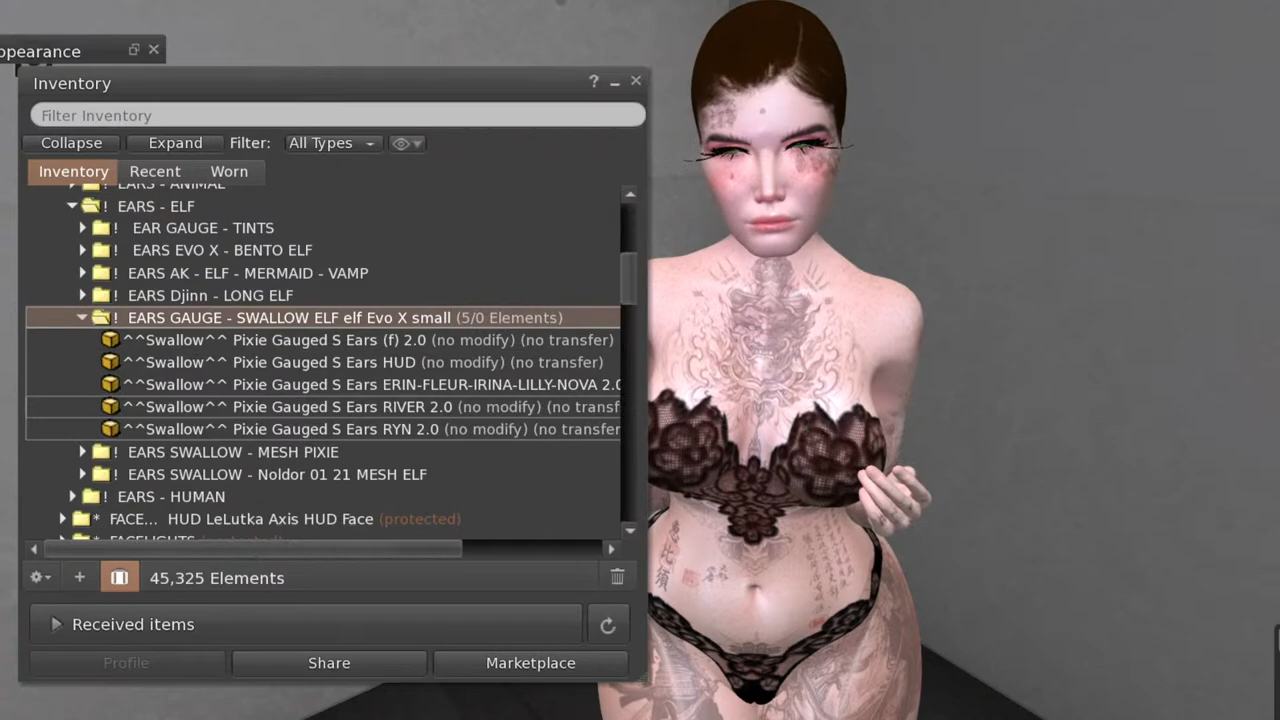 ppearance
Inventory
?
Filter Inventory
Collapse
Expand
Filter:
All Types
Inventory
Recent
Worn
! EARS - ANIMAL
! EARS - ELF
! EAR GAUGE - TINTS
! EARS EVO X - BENTO ELF
! EARS AK - ELF - MERMAID - VAMP
! EARS Djinn - LONG ELF
! EARS GAUGE - SWALLOW ELF elf Evo X small (5/0 Elements)
^^Swallow^^ Pixie Gauged S Ears (f) 2.0 (no modify) (no transfer)
^^Swallow^^ Pixie Gauged S Ears HUD (no modify) (no transfer)
^^Swallow^^ Pixie Gauged S Ears ERIN-FLEUR-IRINA-LILLY-NOVA 2.0
^^Swallow^^ Pixie Gauged S Ears RIVER 2.0 (no modify) (no transf
^^Swallow^^ Pixie Gauged S Ears RYN 2.0 (no modify) (no transfer
! EARS SWALLOW - MESH PIXIE
! EARS SWALLOW - Noldor 01 21 MESH ELF
! EARS - HUMAN
* FACE... HUD LeLutka Axis HUD Face (protected)
* FACELIGHTS (protected)
45,325 Elements
Received items
Profile
Share
Marketplace